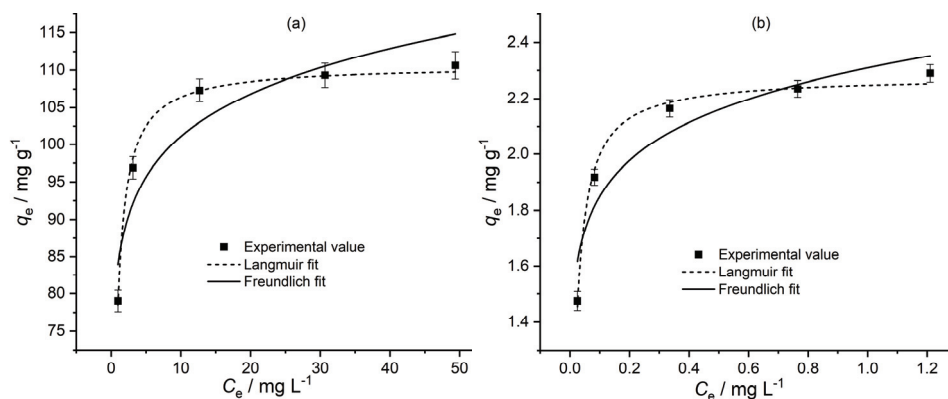 (a)
115
110
105
100
95
90
85
80
75
qe / mg g-1
Experimental value
Langmuir fit
Freundlich fit
0 10 20 30 40 50
Ce / mg L-1
(b)
2.4
2.2
2.0
1.8
1.6
1.4
qe / mg g-1
Experimental value
Langmuir fit
Freundlich fit
0.0 0.2 0.4 0.6 0.8 1.0 1.2
Ce / mg L-1